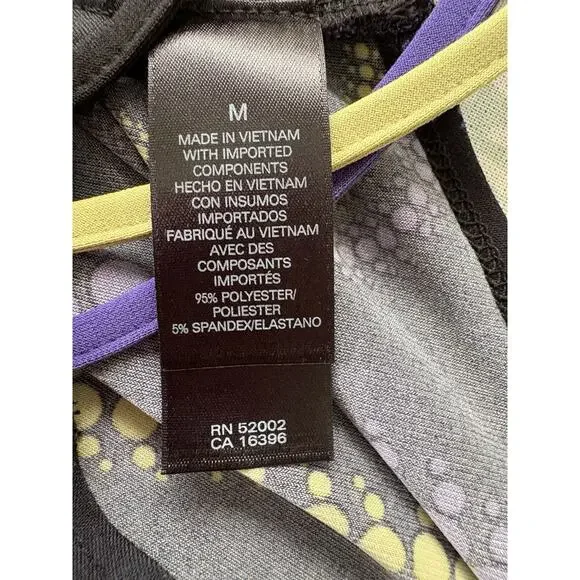 M
MADE IN VIETNAM
WITH IMPORTED
COMPONENTS
HECHO EN VIETNAM
CON INSUMOS
IMPORTADOS
FABRIQUÉ AU VIETNAM
AVEC DES
COMPOSANTS
IMPORTÉS
95% POLYESTER/
POLIESTER
5% SPANDEX/ELASTANO
RN 52002
CA 16396